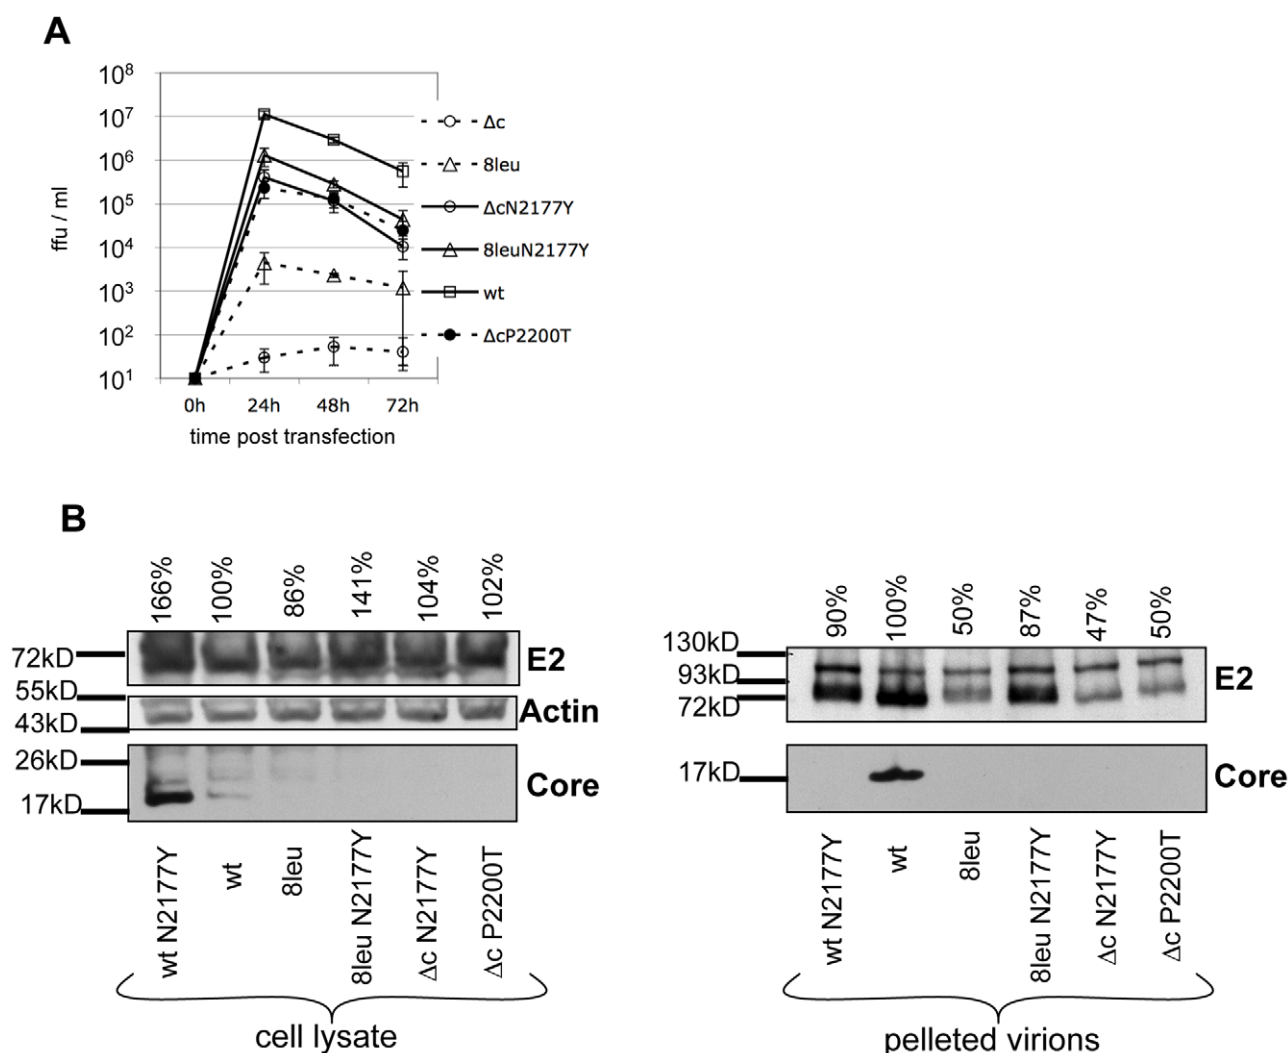 A
10⁸
10⁷
10⁶
10⁵
10⁴
10³
10²
10¹
ffu / ml
0h 24h 48h 72h
time post transfection
Δc
8leu
ΔcN2177Y
8leuN2177Y
wt
ΔcP2200T
B
166% 100% 86% 141% 104% 102%
72kD
55kD
43kD
26kD
17kD
E2
Actin
Core
wt N2177Y wt 8leu 8leu N2177Y Δc N2177Y Δc P2200T
cell lysate
90% 100% 50% 87% 47% 50%
130kD
93kD
72kD
17kD
E2
Core
wt N2177Y wt 8leu 8leu N2177Y Δc N2177Y Δc P2200T
pelleted virions